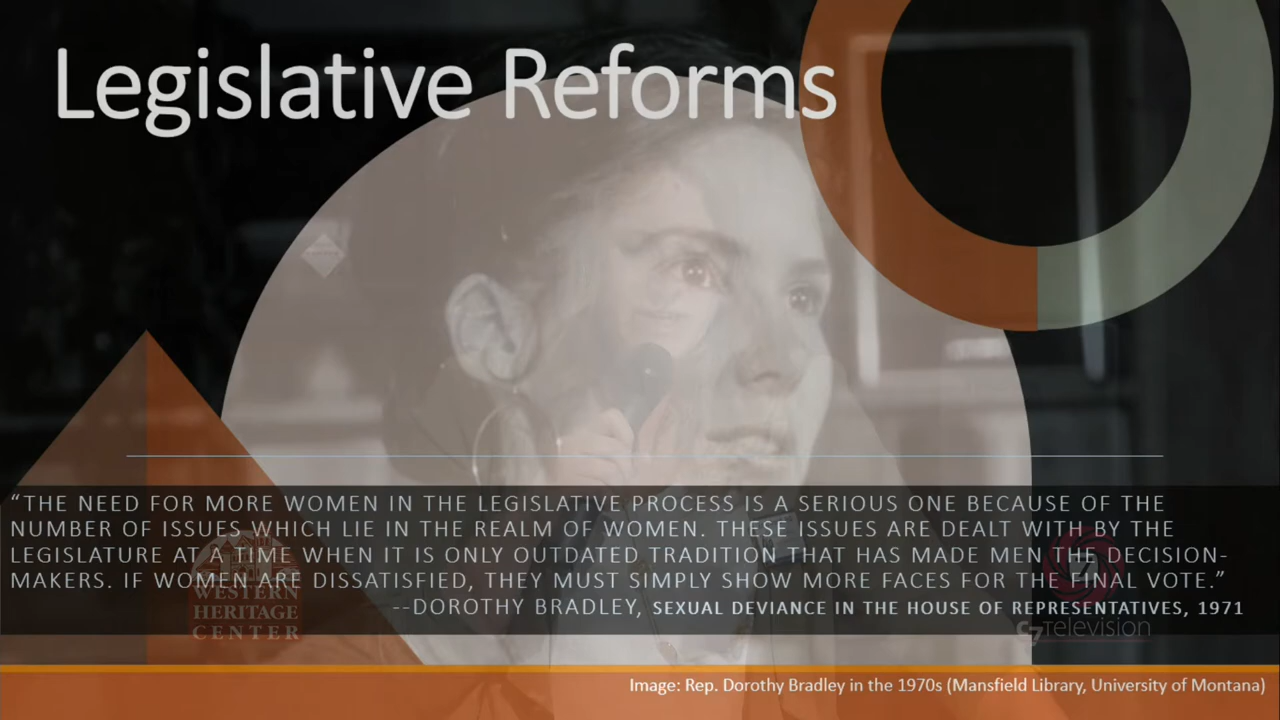 Legislative Reforms
“THE NEED FOR MORE WOMEN IN THE LEGISLATIVE PROCESS IS A SERIOUS ONE BECAUSE OF THE
NUMBER OF ISSUES WHICH LIE IN THE REALM OF WOMEN. THESE ISSUES ARE DEALT WITH BY THE
LEGISLATURE AT A TIME WHEN IT IS ONLY OUTDATED TRADITION THAT HAS MADE MEN THE DECISION-
MAKERS. IF WOMEN ARE DISSATISFIED, THEY MUST SIMPLY SHOW MORE FACES FOR THE FINAL VOTE.”
--DOROTHY BRADLEY, SEXUAL DEVIANCE IN THE HOUSE OF REPRESENTATIVES, 1971
WESTERN
HERITAGE
CENTER
c7television
Image: Rep. Dorothy Bradley in the 1970s (Mansfield Library, University of Montana)